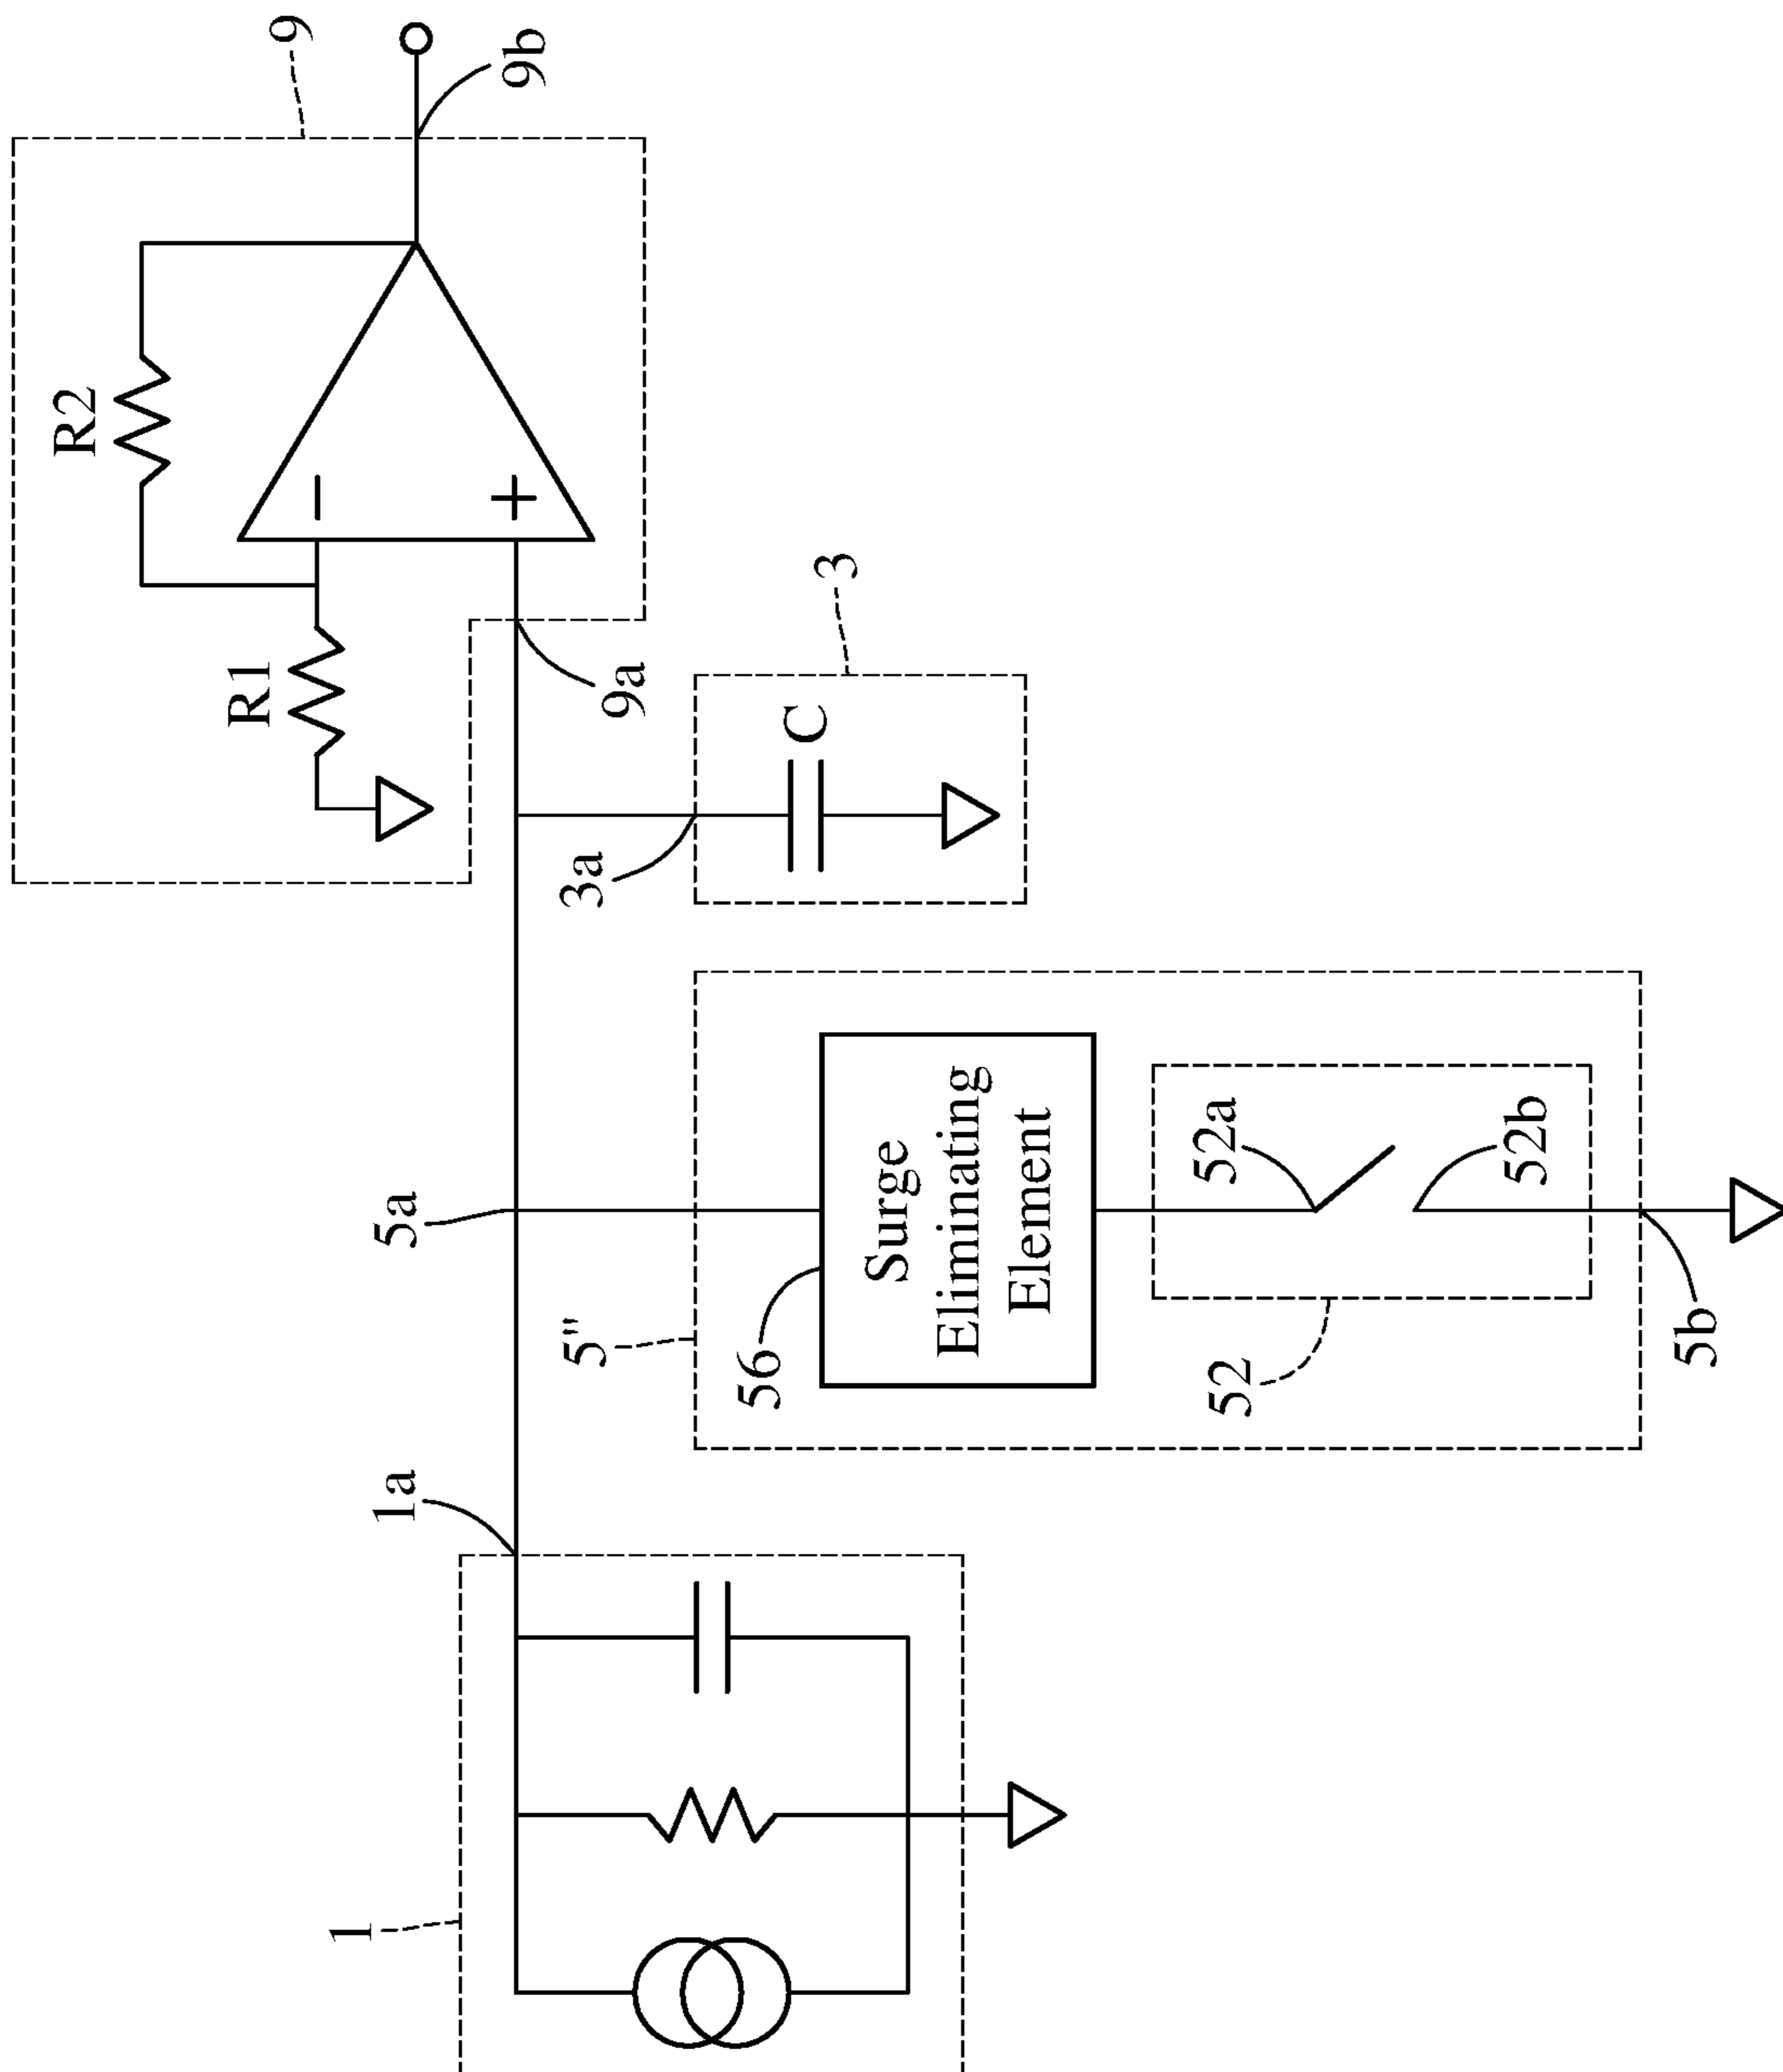 9
R2
9b
R1
9a
3
C
3a
5a
1a
1
5"
56
Surge
Eliminating
Element
52a
52b
52
5b